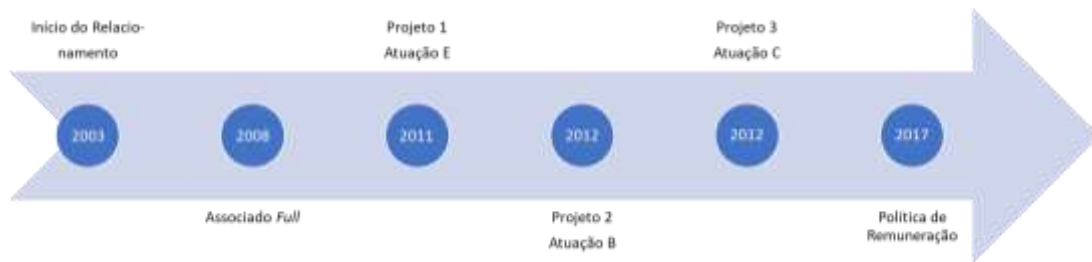 Início do Relacio-
namento
Projeto 1
Atuação E
Projeto 3
Atuação C
2003
2008
2011
2012
2012
2017
Associado Full
Projeto 2
Atuação B
Política de
Remuneração